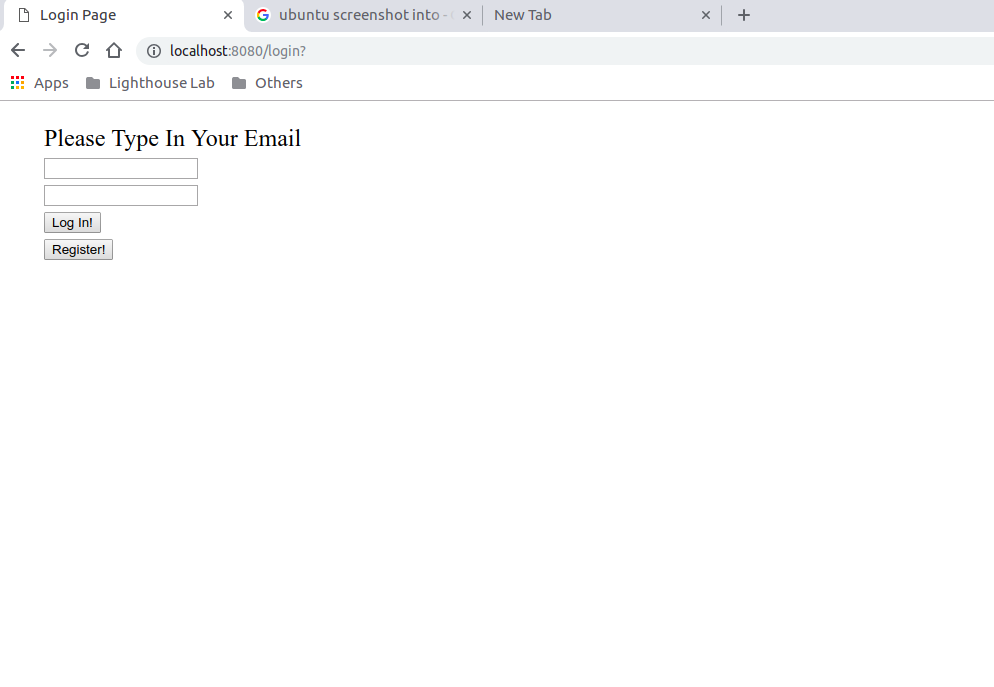 Login Page
ubuntu screenshot into -
New Tab
localhost:8080/login?
Apps
Lighthouse Lab
Others
Please Type In Your Email
Log In!
Register!